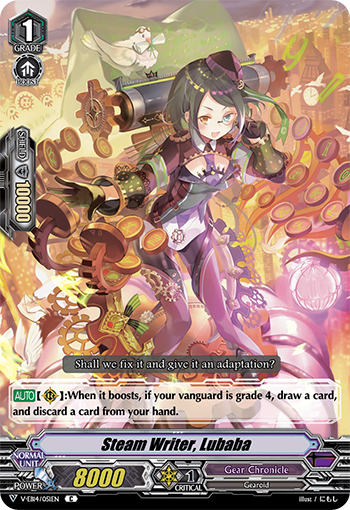 1
GRADE
BOOST
SHIELD
10000
Shall we fix it and give it an adaptation?
AUTO [ ]:When it boosts, if your vanguard is grade 4, draw a card,
and discard a card from your hand.
Steam Writer, Lubaba
NORMAL
UNIT
POWER
8000
1
CRITICAL
Gear Chronicle
Gearoid
V-EB14/051EN C
illust / にもし